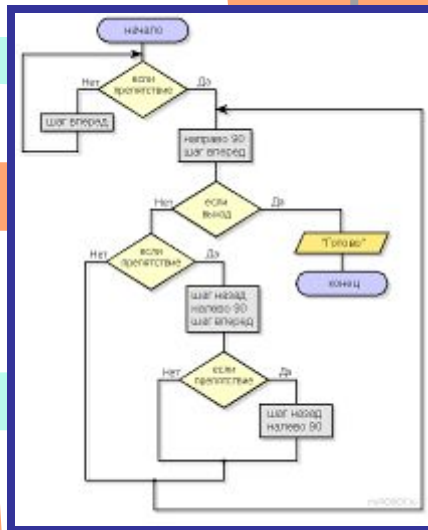 начало
если
препятствие
Нет
Да
шаг вперед
направо 90
шаг вперед
если
выход
Нет
Да
"Готово"
конец
если
препятствие
Нет
Да
шаг назад
налево 90
шаг вперед
если
препятствие
Нет
Да
шаг назад
налево 90